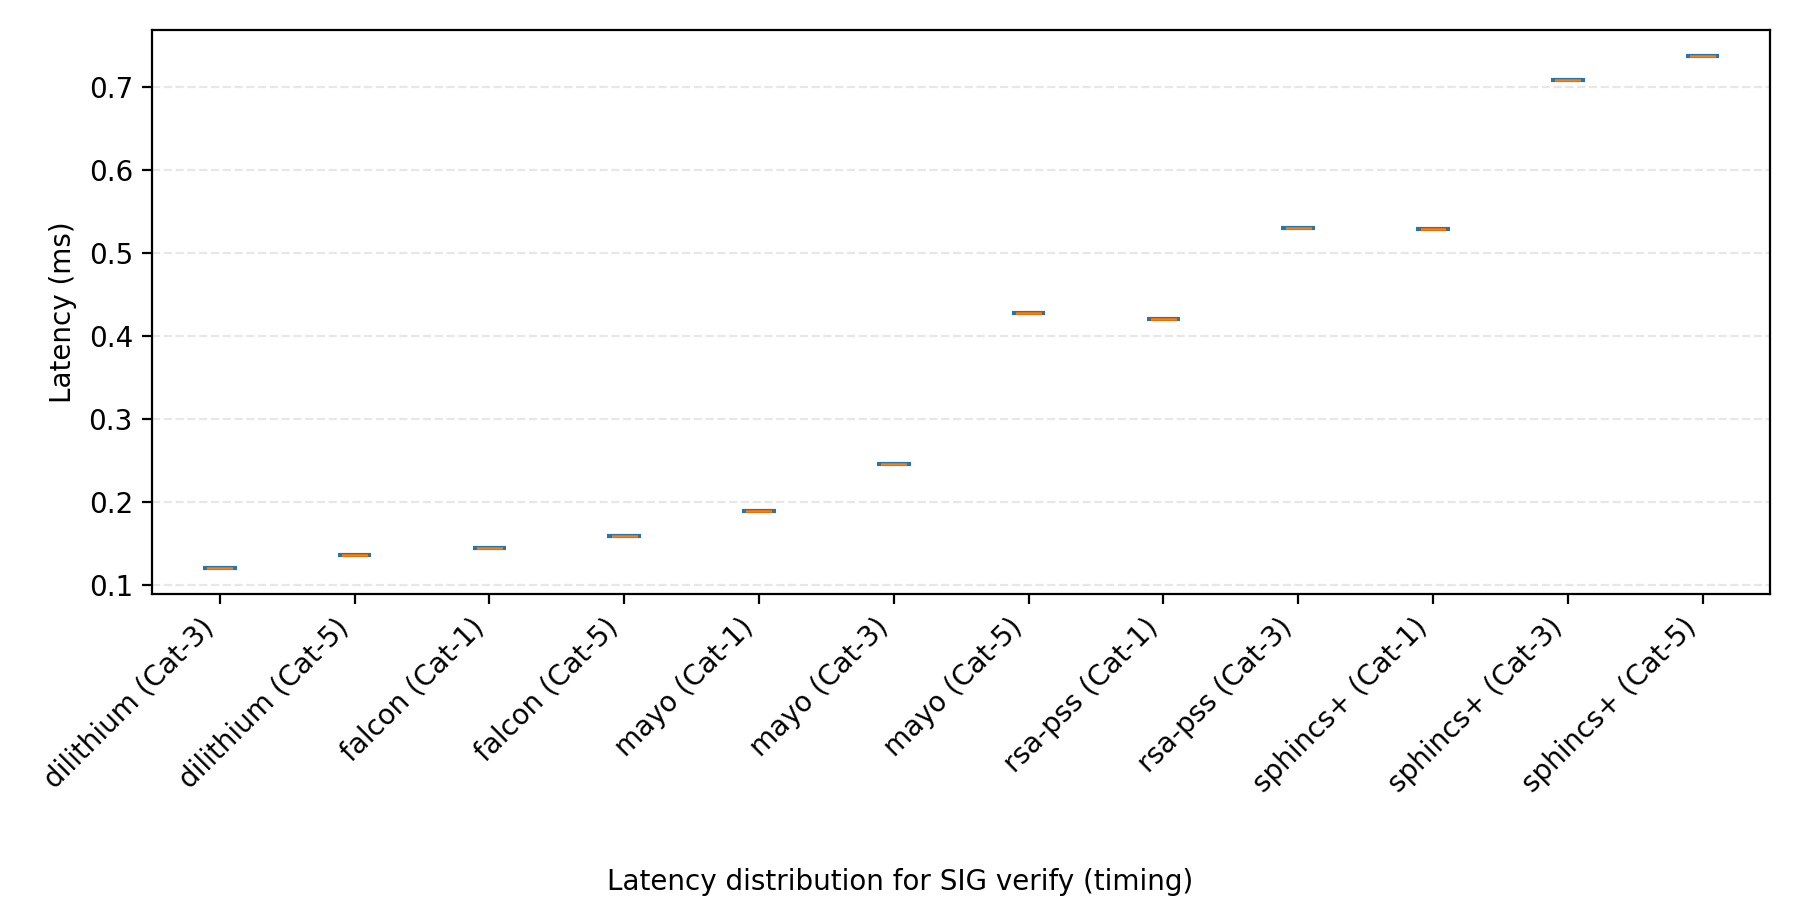 Latency (ms)
0.7
0.6
0.5
0.4
0.3
0.2
0.1
dilithium (Cat-3)
dilithium (Cat-5)
falcon (Cat-1)
falcon (Cat-5)
mayo (Cat-1)
mayo (Cat-3)
mayo (Cat-5)
rsa-pss (Cat-1)
rsa-pss (Cat-3)
sphincs+ (Cat-1)
sphincs+ (Cat-3)
sphincs+ (Cat-5)
Latency distribution for SIG verify (timing)